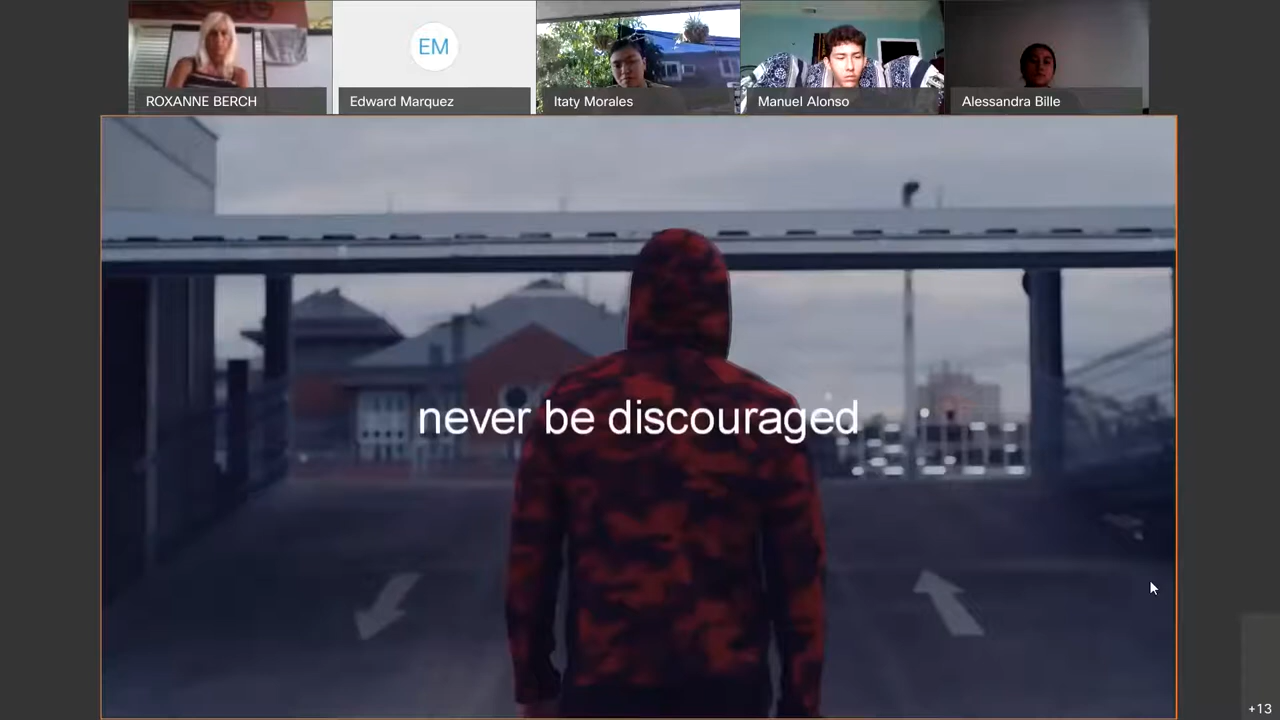 ROXANNE BERCH
EM
Edward Marquez
Itaty Morales
Manuel Alonso
Alessandra Bille
never be discouraged
+13